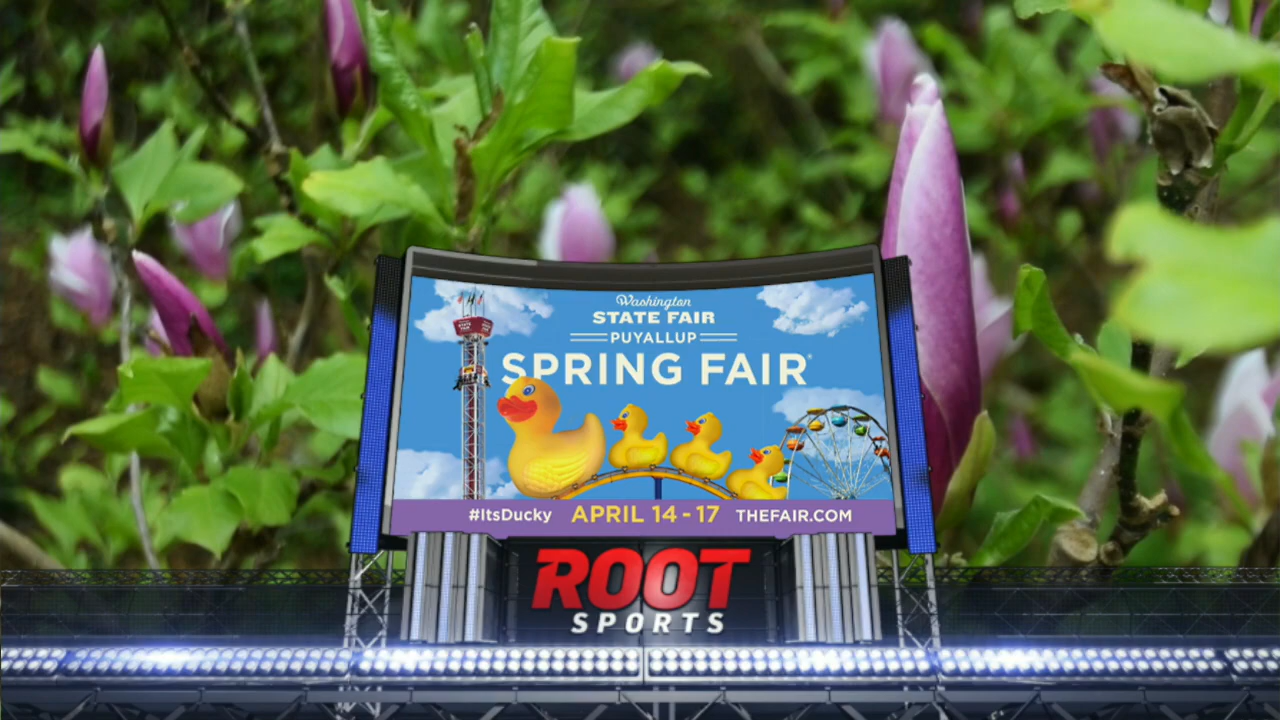 Washington
STATE FAIR
PUYALLUP
SPRING FAIR®
#ItsDucky APRIL 14-17 THEFAIR.COM
ROOT
SPORTS